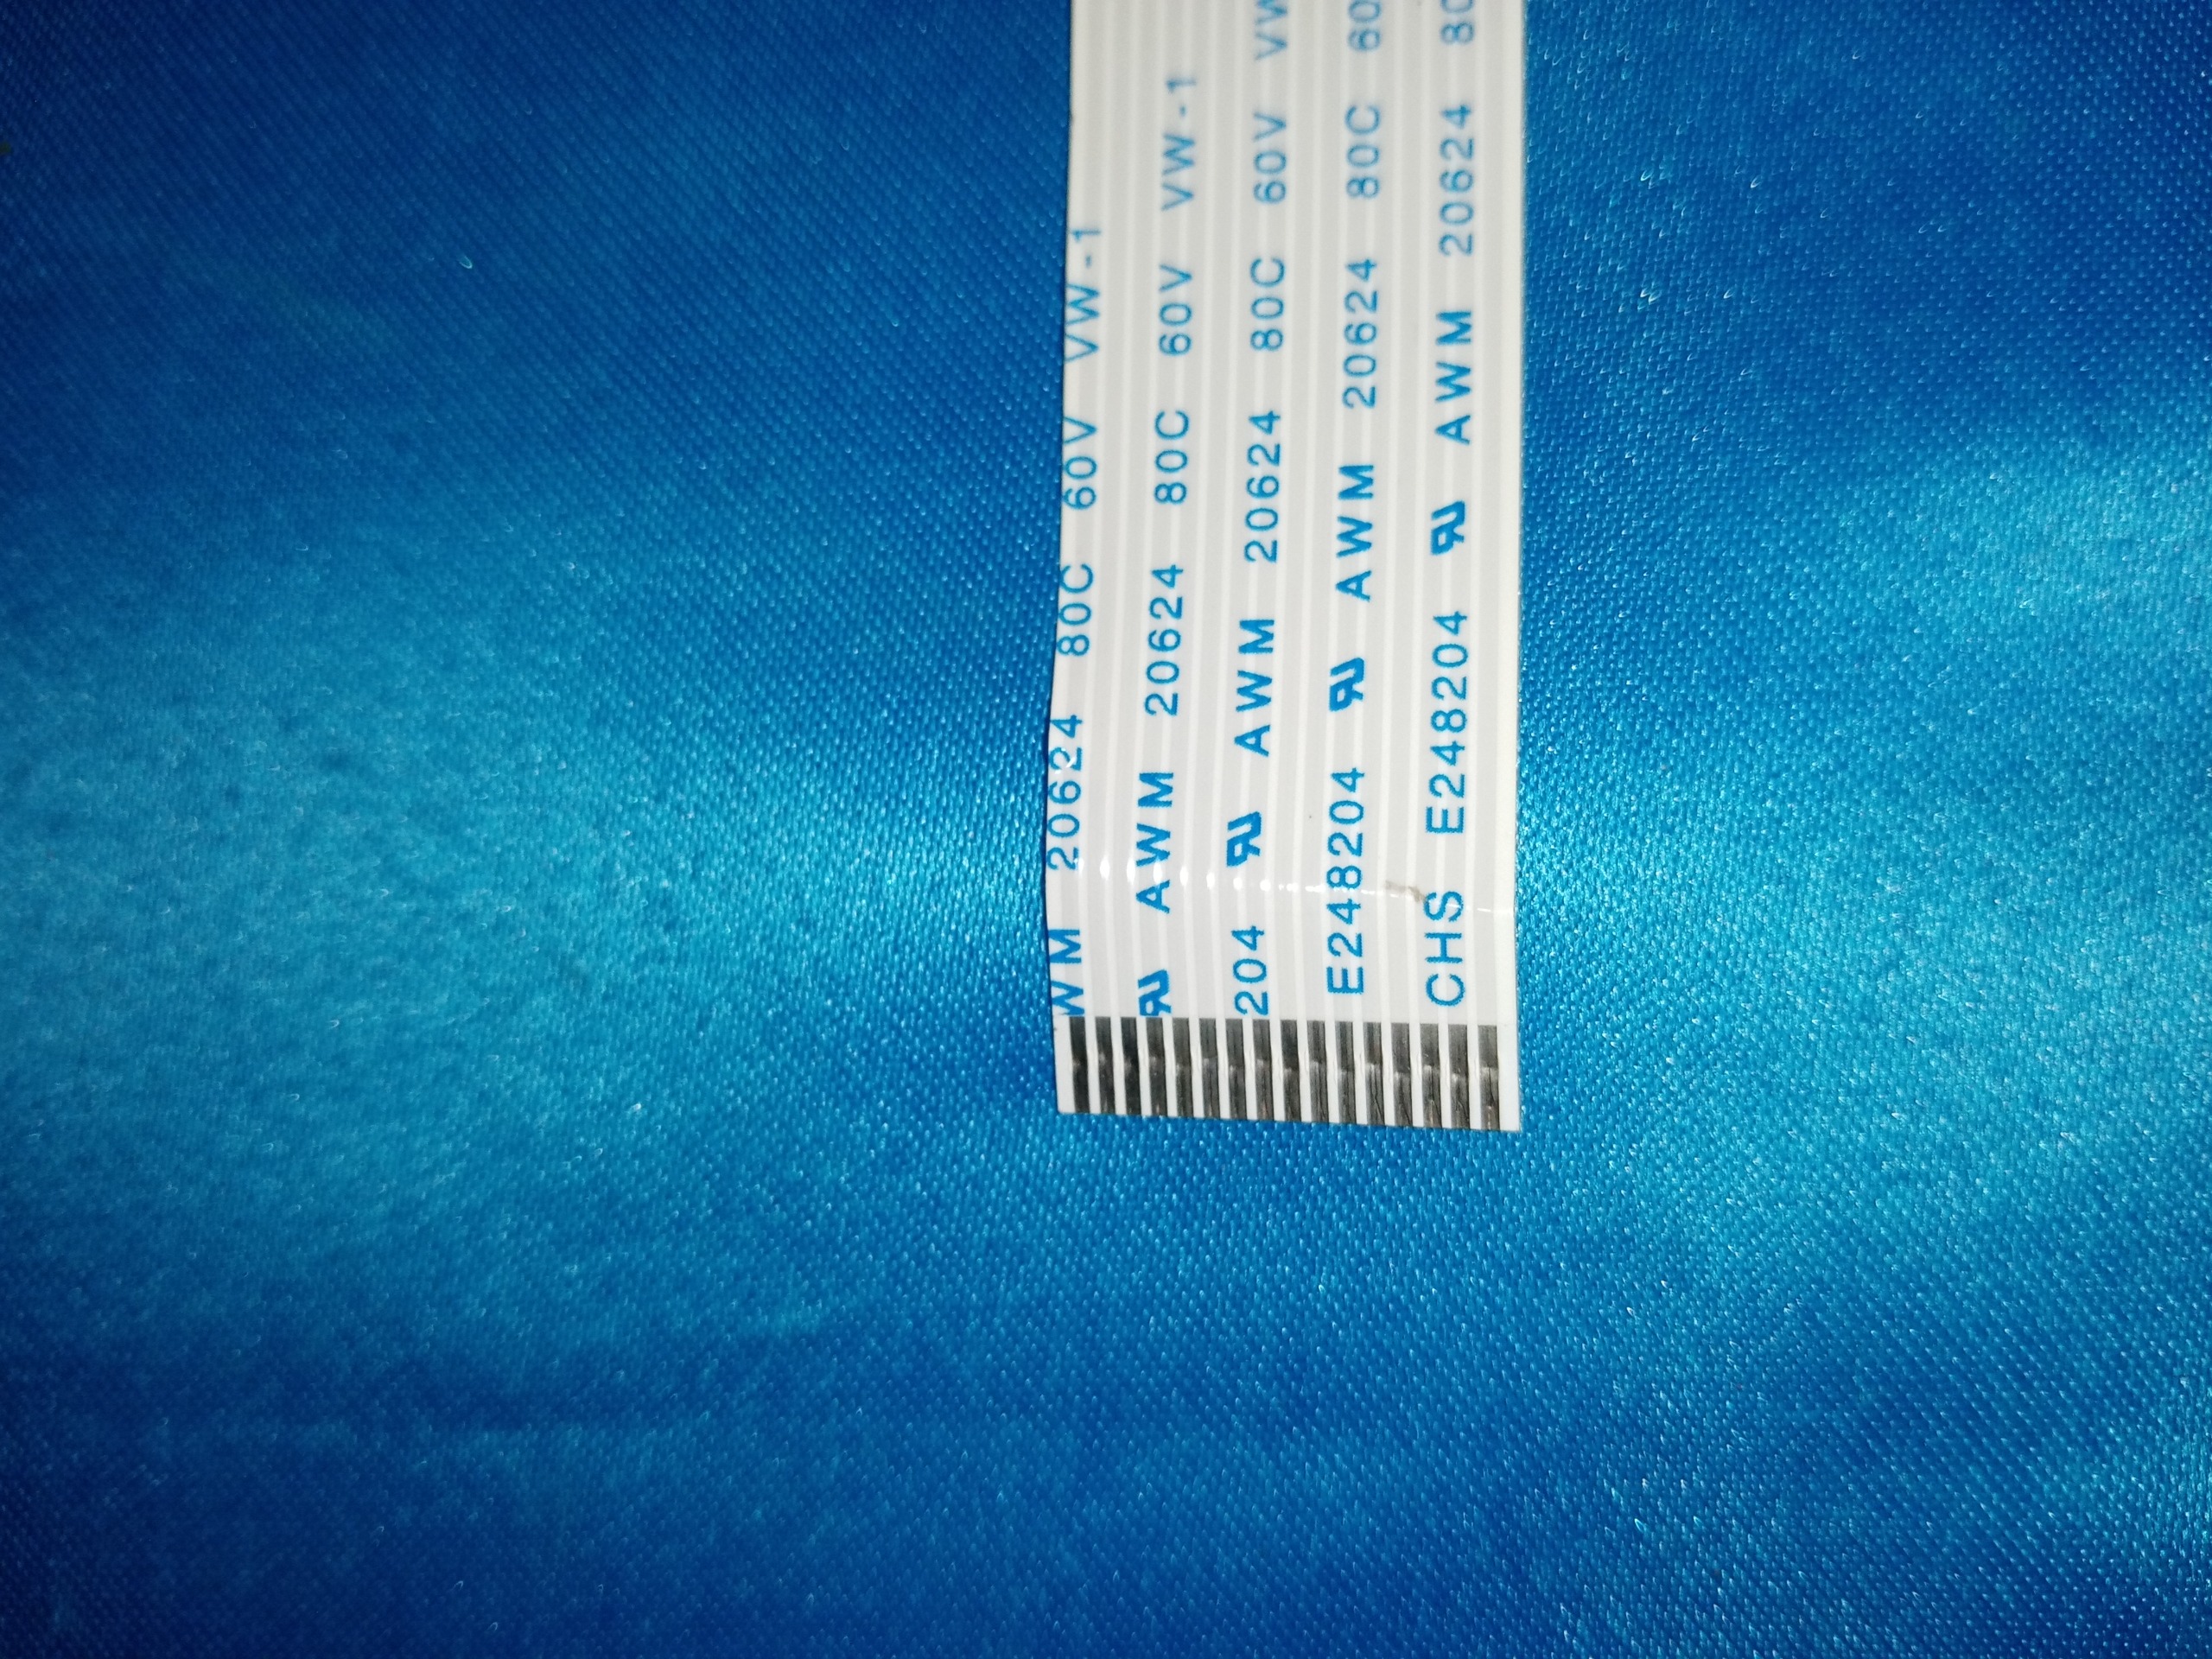 WM 20624 80C 60V VW-1
AWM 20624 80C 60V VW-1
204 AWM 20624 80C 60V VW
E248204 AWM 20624 80C 60
CHS E248204 AWM 20624 80